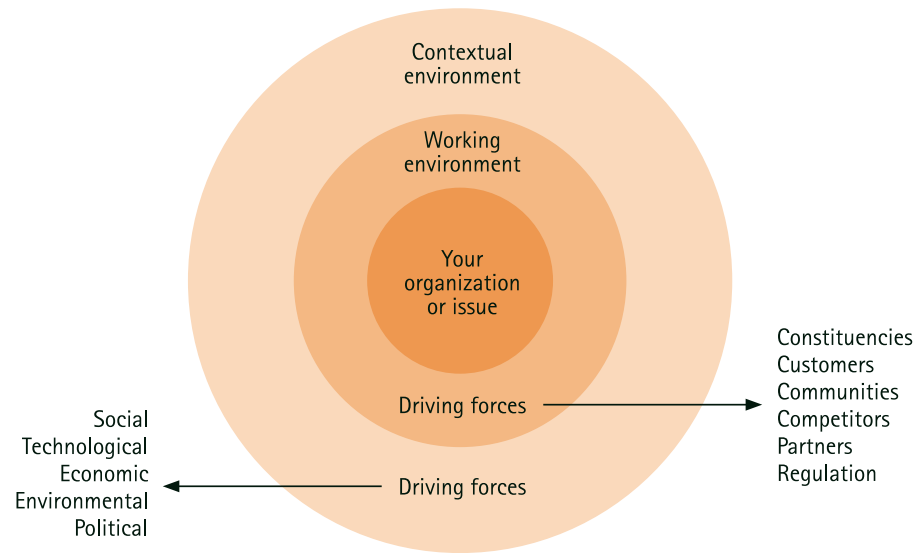 Contextual
environment
Working
environment
Your
organization
or issue
Driving forces
Constituencies
Customers
Communities
Competitors
Partners
Regulation
Driving forces
Social
Technological
Economic
Environmental
Political